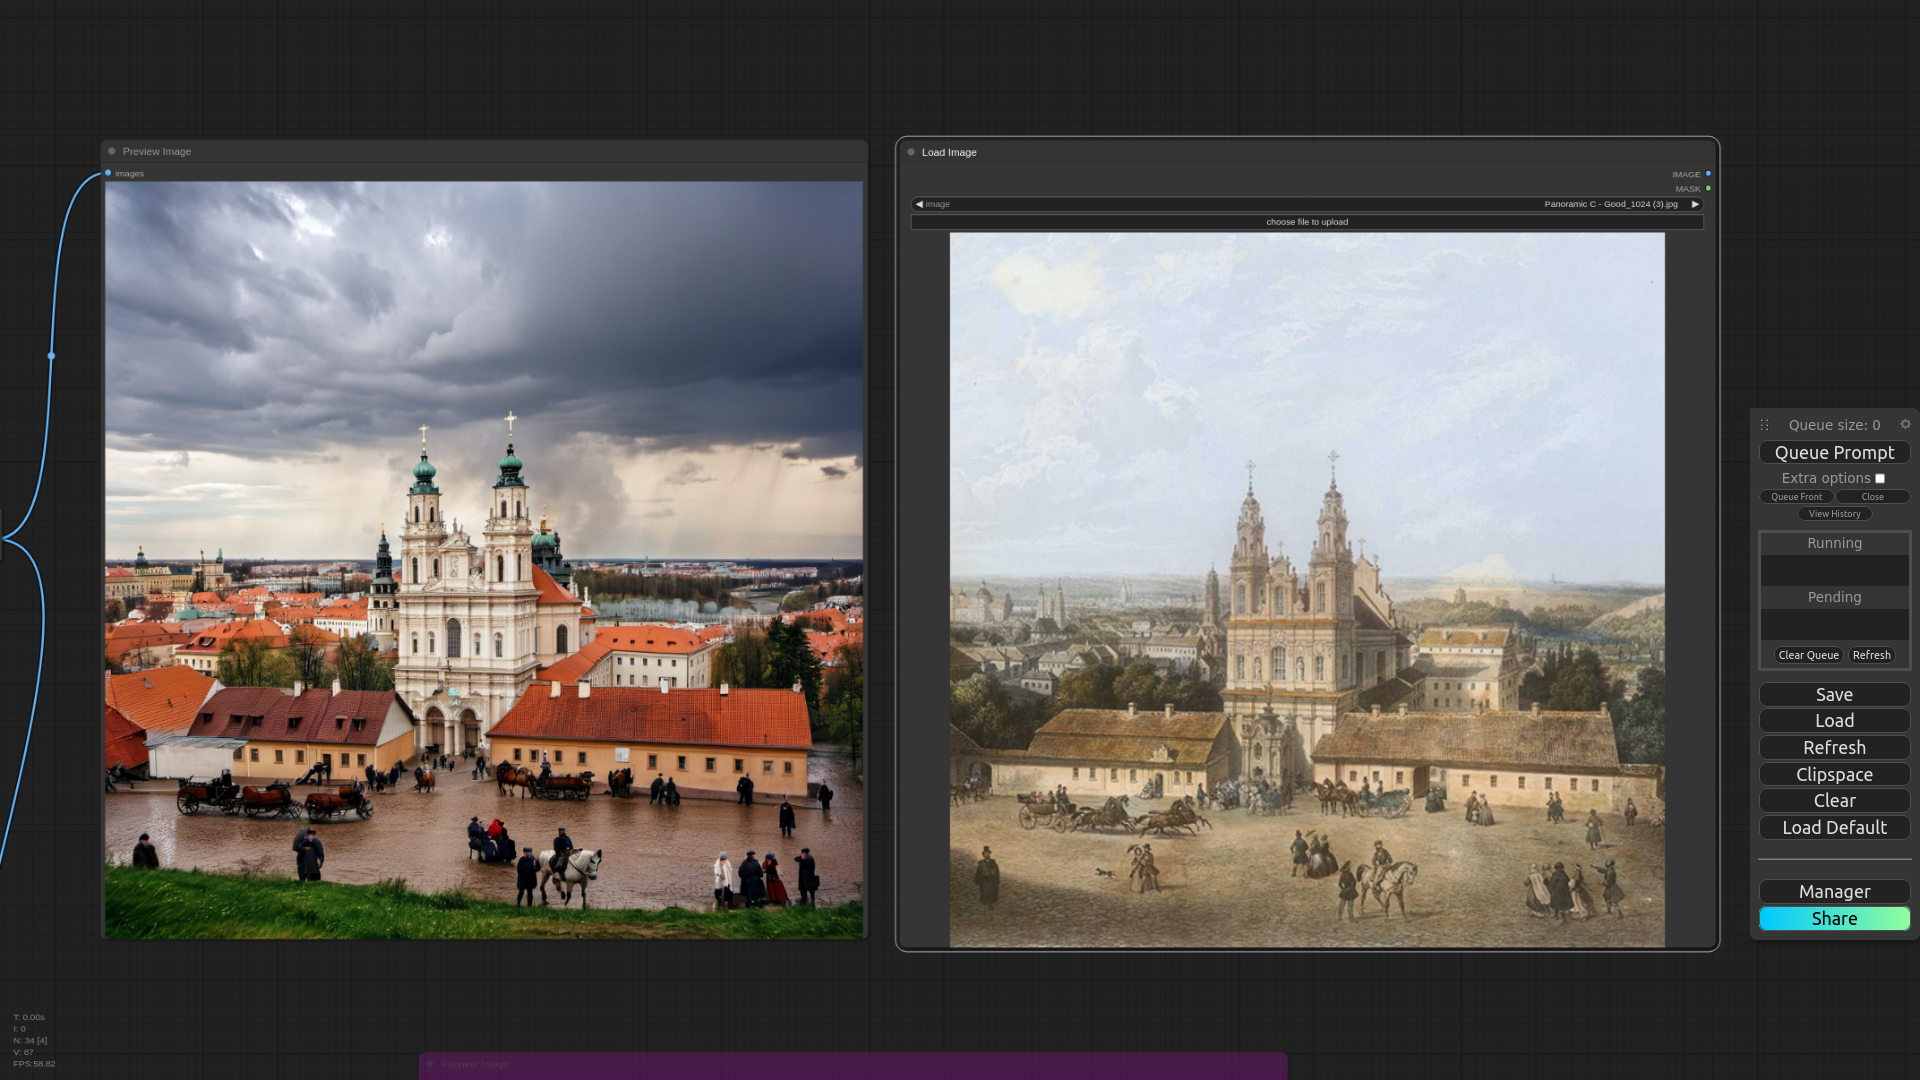 Preview Image
images
Load Image
IMAGE
MASK
image Panoramic C - Good_1024 (3).jpg
choose file to upload
Queue size: 0
Queue Prompt
Extra options
Queue Front Close
View History
Running
Pending
Clear Queue Refresh
Save
Load
Refresh
Clipspace
Clear
Load Default
Manager
Share
T: 0.00s
I: 0
N: 34 [4]
V: 87
FPS:58.82
Preview Image